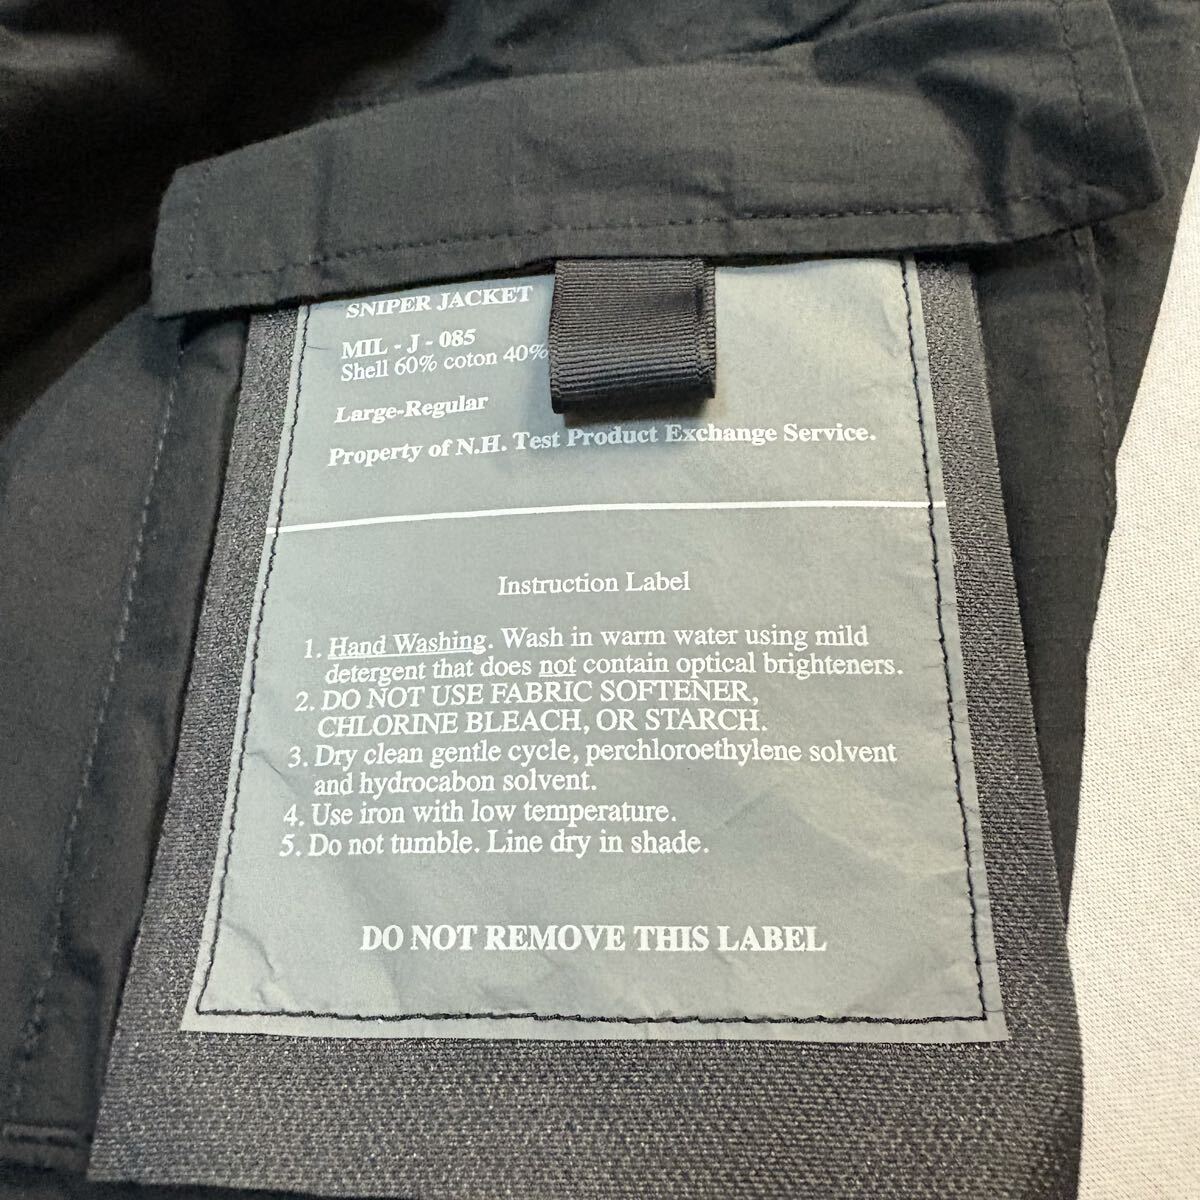 SNIPER JACKET
MIL - J - 085
Shell 60% coton 40%
Large-Regular
Property of N.H. Test Product Exchange Service.
Instruction Label
1. Hand Washing. Wash in warm water using mild
detergent that does not contain optical brighteners.
2. DO NOT USE FABRIC SOFTENER,
CHLORINE BLEACH, OR STARCH.
3. Dry clean gentle cycle, perchloroethylene solvent
and hydrocabon solvent.
4. Use iron with low temperature.
5. Do not tumble. Line dry in shade.
DO NOT REMOVE THIS LABEL